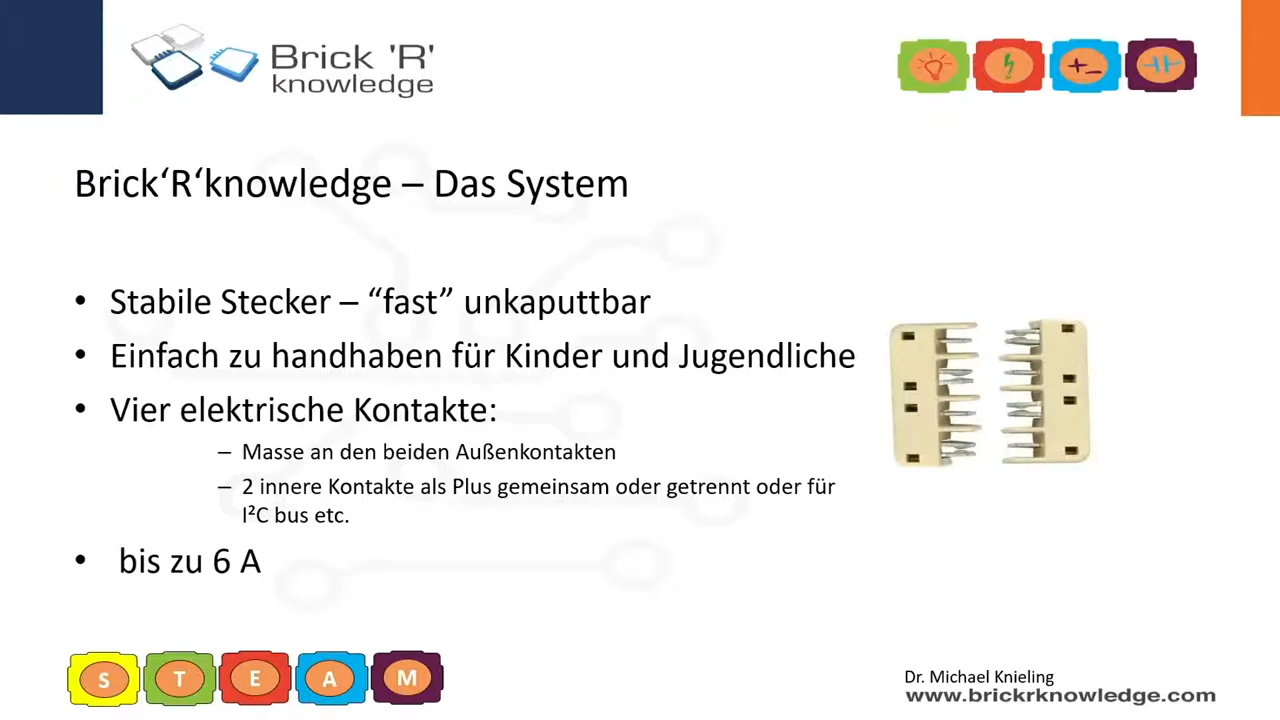 Brick 'R'
knowledge
Brick‘R‘knowledge – Das System
• Stabile Stecker – “fast” unkaputtbar
• Einfach zu handhaben für Kinder und Jugendliche
• Vier elektrische Kontakte:
– Masse an den beiden Außenkontakten
– 2 innere Kontakte als Plus gemeinsam oder getrennt oder für
I²C bus etc.
• bis zu 6 A
S T E A M
Dr. Michael Knieling
www.brickrknowledge.com